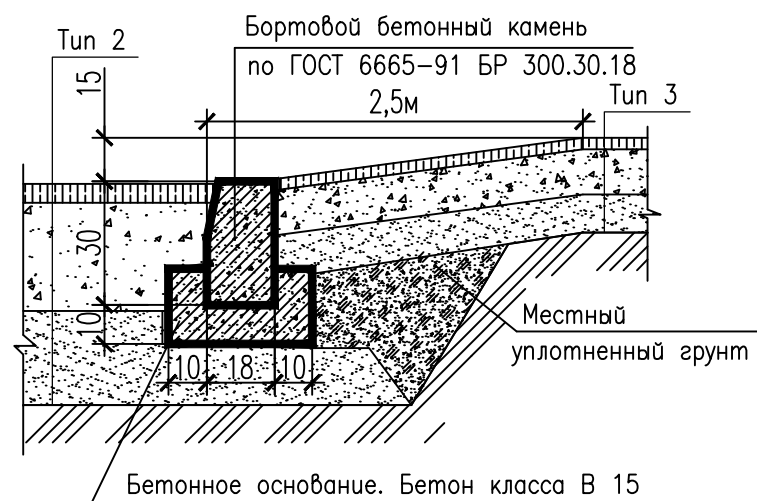 Бортовой бетонный камень
по ГОСТ 6665-91 БР 300.30.18
Тип 2
15
2,5м
Тип 3
30
10
10
18
10
Местный
уплотненный грунт
Бетонное основание. Бетон класса В 15